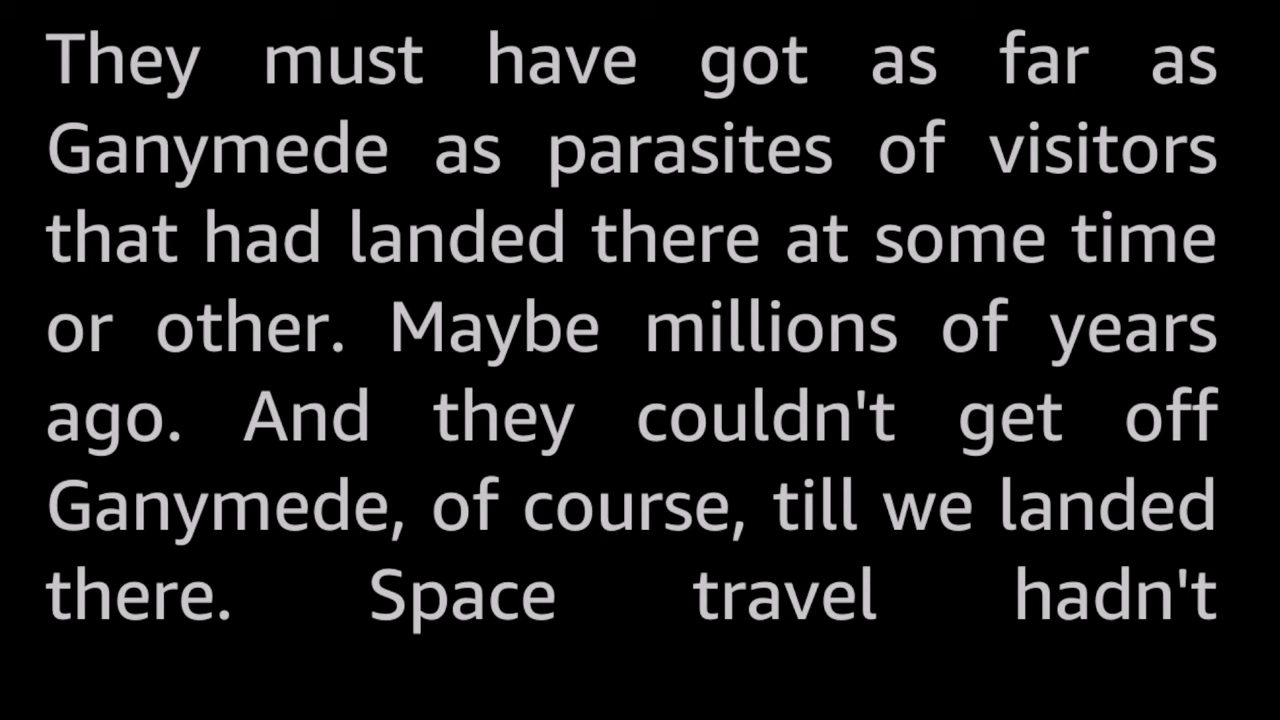 They must have got as far as
Ganymede as parasites of visitors
that had landed there at some time
or other. Maybe millions of years
ago. And they couldn't get off
Ganymede, of course, till we landed
there. Space travel hadn't